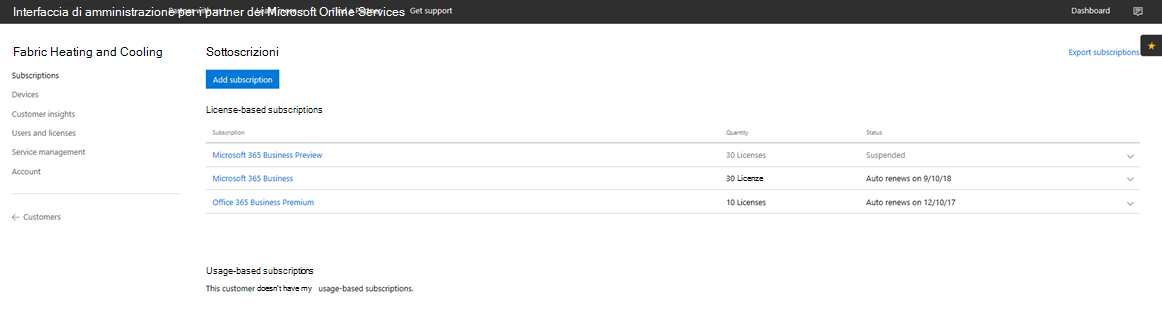 Interfaccia di amministrazione per i partner dei Microsoft Online Services
Get support
Dashboard
Fabric Heating and Cooling
Sottoscrizioni
Export subscriptions
Subscriptions
Add subscription
Devices
Customer insights
License-based subscriptions
Users and licenses
Subscription Quantity Status
Service management
Microsoft 365 Business Preview 30 Licenses Suspended
Account
Microsoft 365 Business 30 Licenze Auto renews on 9/10/18
Office 365 Business Premium 10 Licenses Auto renews on 12/10/17
Customers
Usage-based subscriptions
This customer doesn't have my usage-based subscriptions.